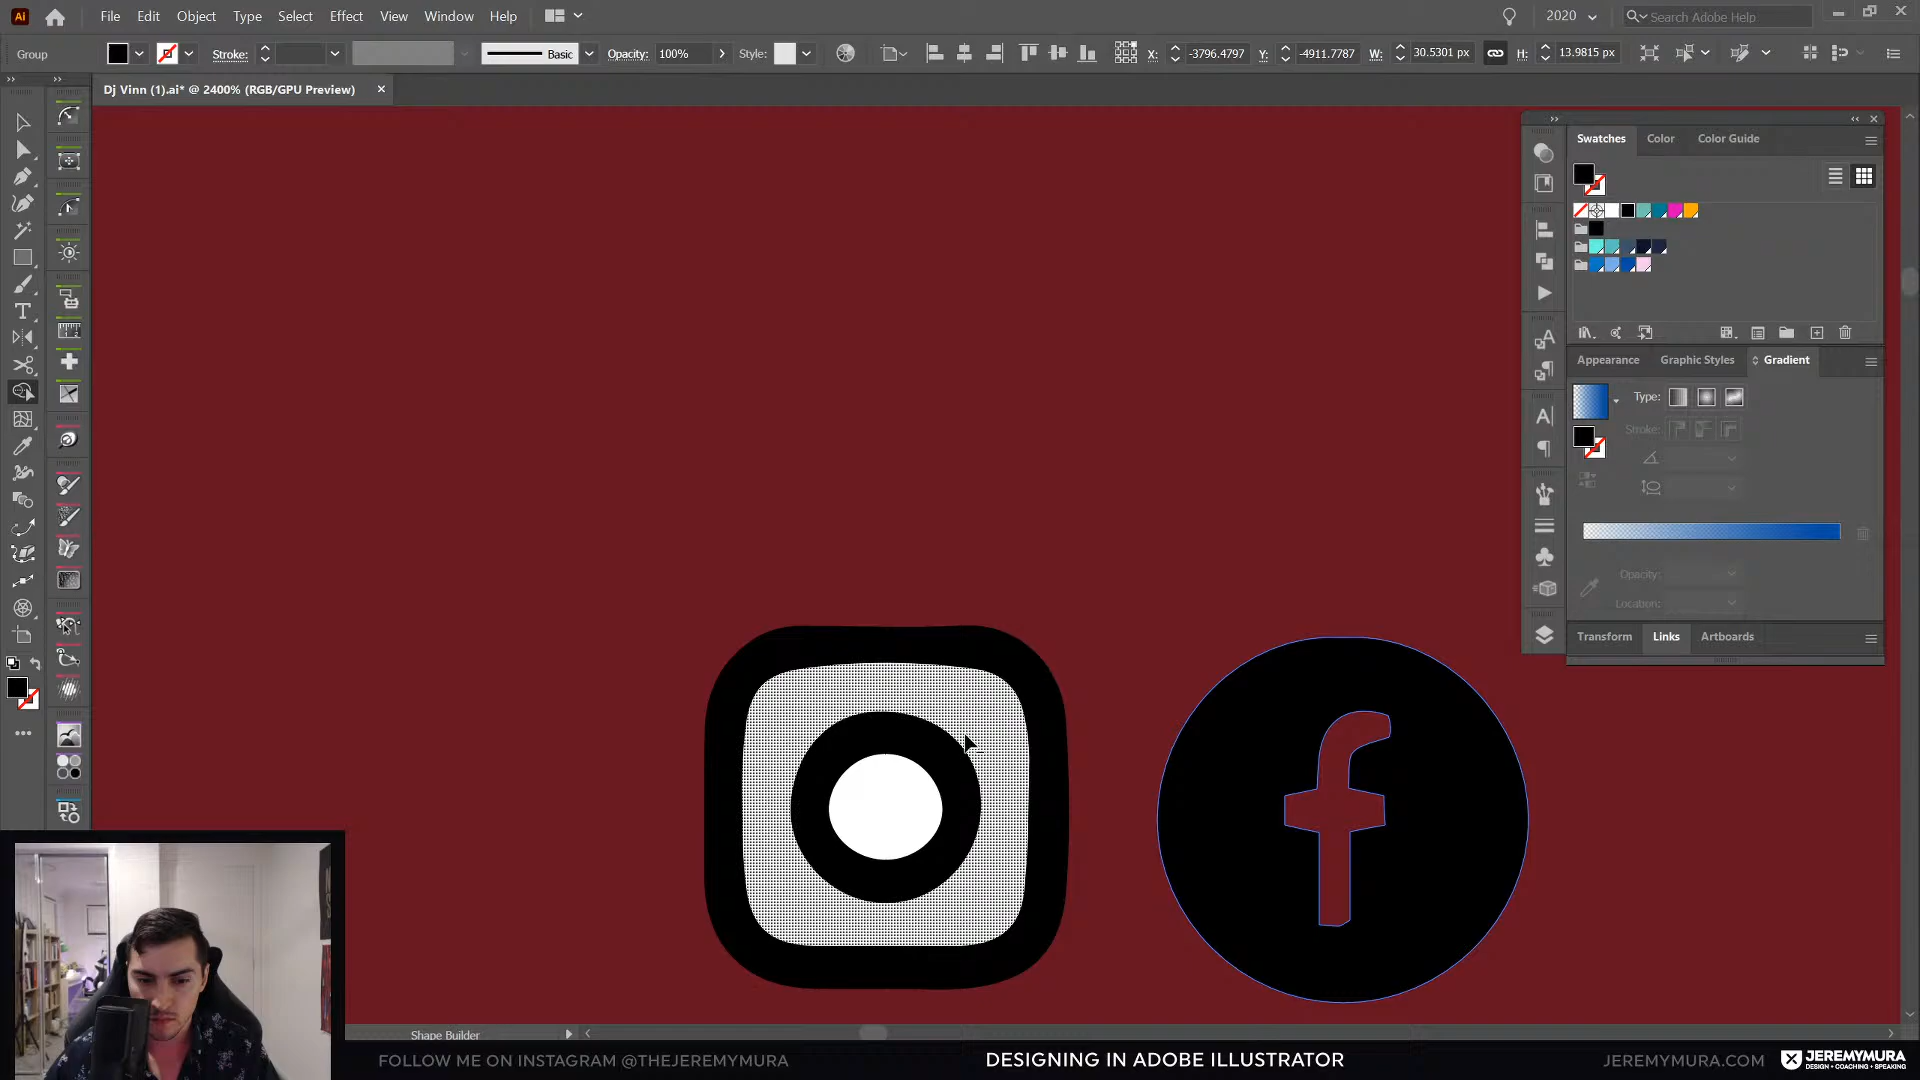 Ai File Edit Object Type Select Effect View Window Help 2020 Search Adobe Help
Group Stroke: Basic Opacity: 100% Style: X: -3796.4797 Y: -4911.7787 W: 30.5301 px H: 13.9815 px
Dj Vinn (1).ai* @ 2400% (RGB/GPU Preview)
Swatches Color Color Guide
Appearance Graphic Styles Gradient
Type:
Stroke:
Opacity:
Location:
Transform Links Artboards
Shape Builder
FOLLOW ME ON INSTAGRAM @THEJEREMYMURA DESIGNING IN ADOBE ILLUSTRATOR JEREMYMURA.COM JEREMYMURA
DESIGN • COACHING • SPEAKING